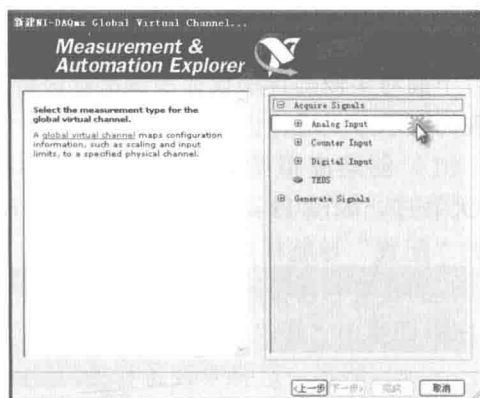 新建NI-DAQmx Global Virtual Channel...
Measurement &
Automation Explorer
Select the measurement type for the
global virtual channel.
A global virtual channel maps configuration
information, such as scaling and input
limits, to a specified physical channel.
Acquire Signals
Analog Input
Counter Input
Digital Input
TEDS
Generate Signals
<上一步 下一步> 完成 取消